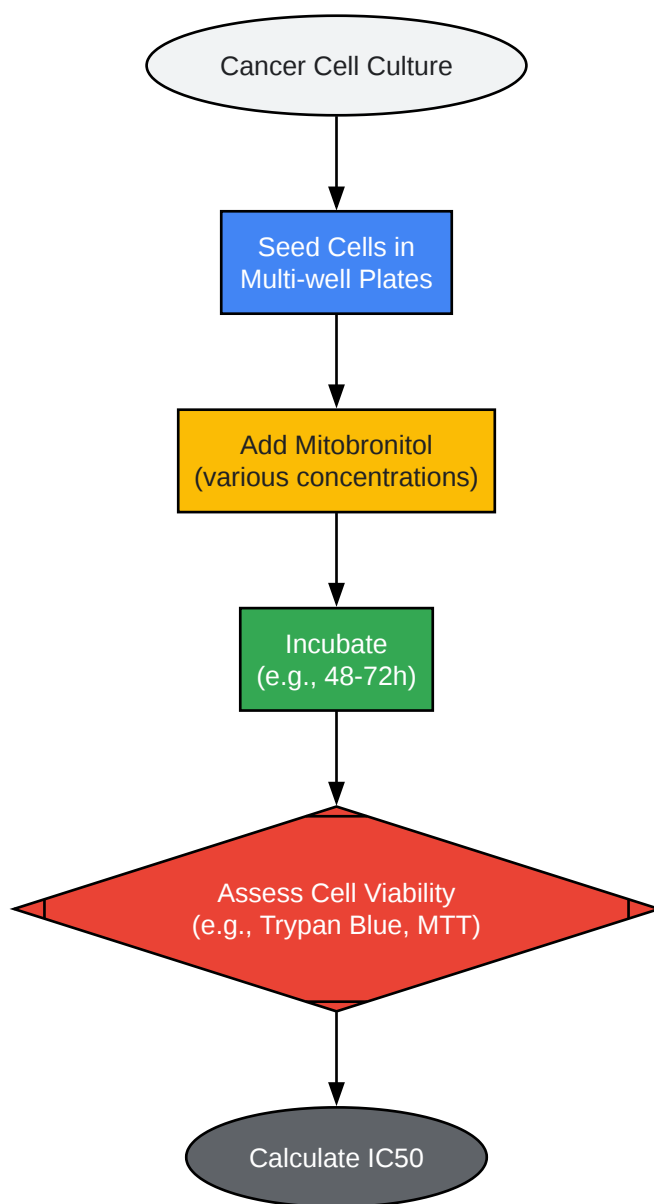 Cancer Cell Culture
Seed Cells in
Multi-well Plates
Add Mitobronitol
(various concentrations)
Incubate
(e.g., 48-72h)
Assess Cell Viability
(e.g., Trypan Blue, MTT)
Calculate IC50